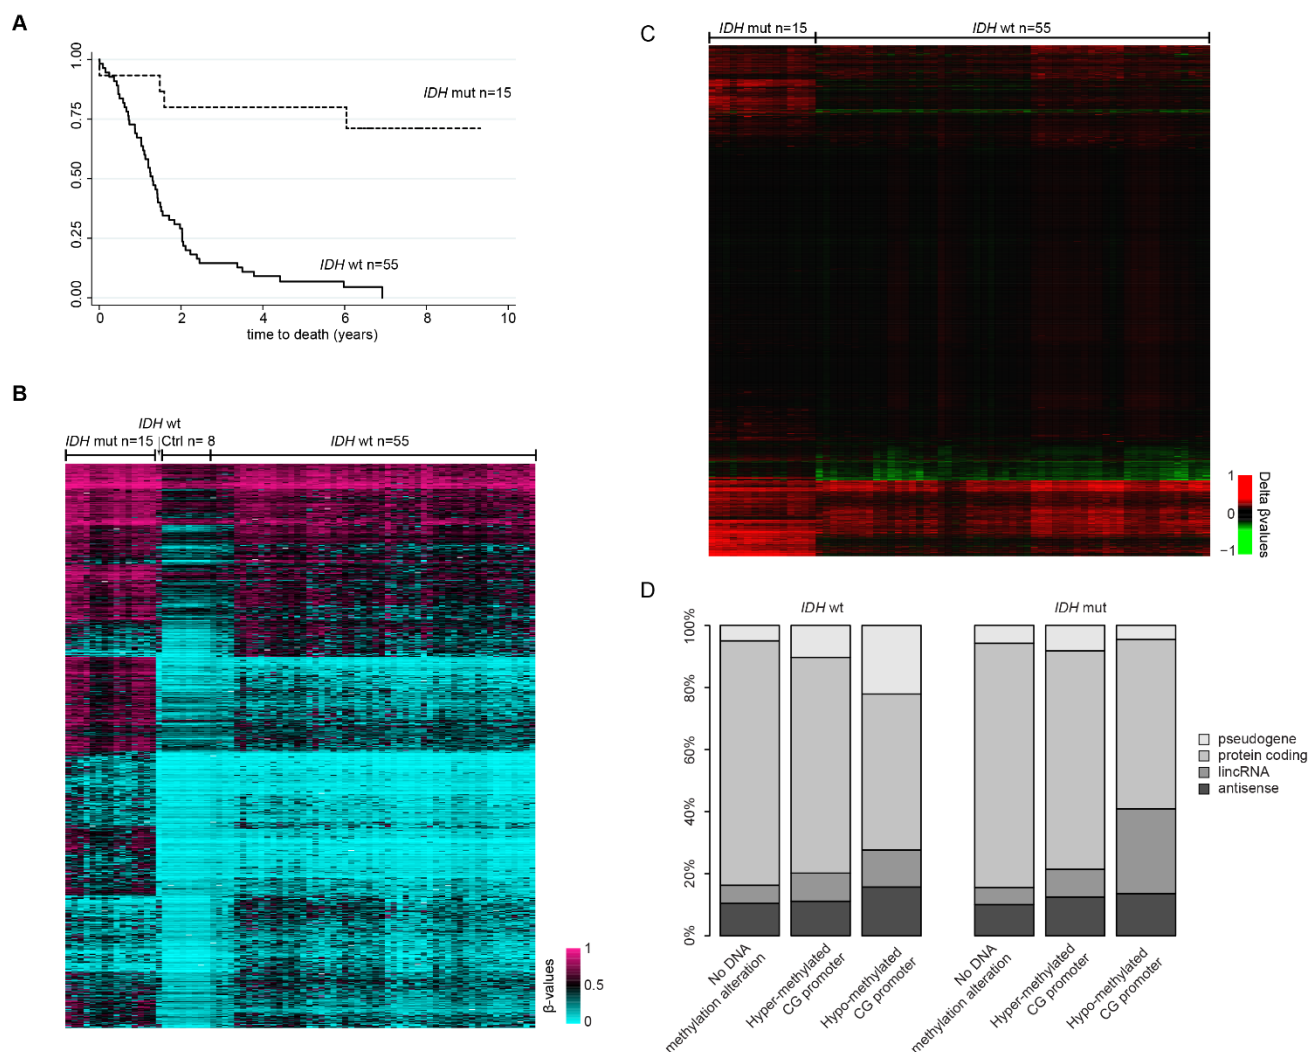 A
1.00
0.75
0.50
0.25
0.00
IDH mut n=15
IDH wt n=55
0 2 4 6 8 10
time to death (years)
B
IDH wt
IDH mut n=15 Ctrl n= 8 IDH wt n=55
β-values
1
0.5
0
C
IDH mut n=15 IDH wt n=55
1
0
−1
Delta βvalues
D
IDH wt IDH mut
100%
80%
60%
40%
20%
0%
No DNA
methylation alteration
Hyper-methylated
CG promoter
Hypo-methylated
CG promoter
No DNA
methylation alteration
Hyper-methylated
CG promoter
Hypo-methylated
CG promoter
pseudogene
protein coding
lincRNA
antisense